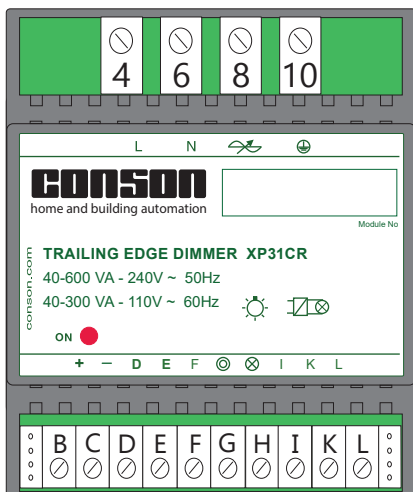 4 6 8 10
L N
CONSON
home and building automation
Module No
conson.com
TRAILING EDGE DIMMER XP31CR
40-600 VA - 240V ~ 50Hz
40-300 VA - 110V ~ 60Hz
ON
+ – D E F I K L
B C D E F G H I K L